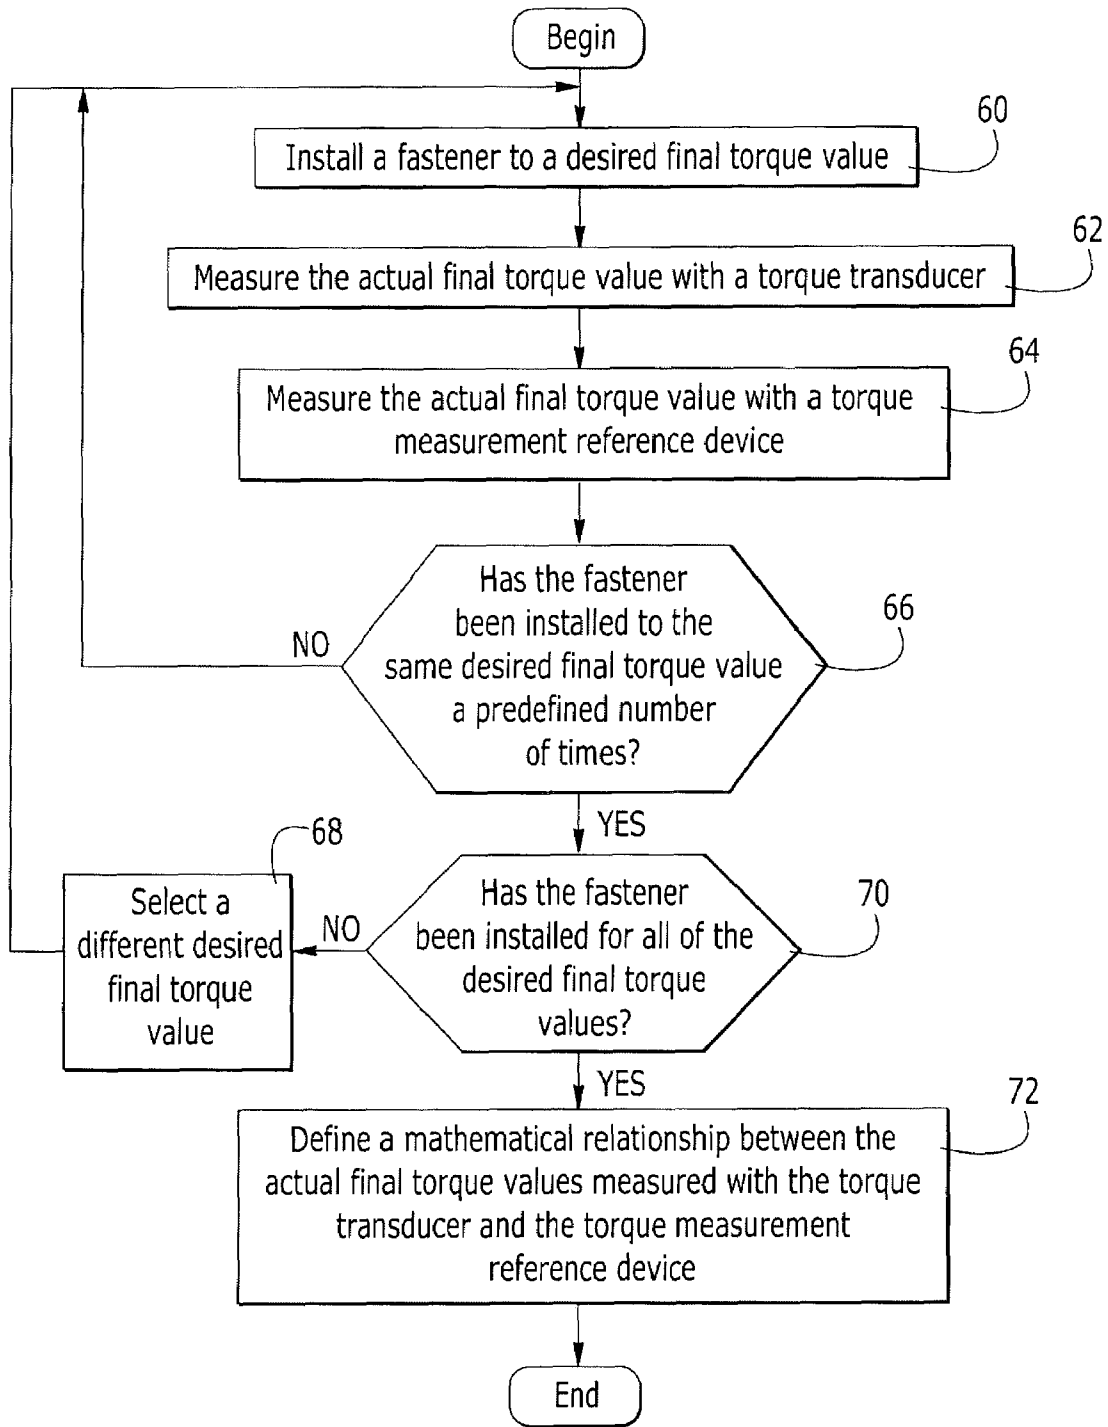 Begin
60
Install a fastener to a desired final torque value
62
Measure the actual final torque value with a torque transducer
64
Measure the actual final torque value with a torque
measurement reference device
Has the fastener
been installed to the
same desired final torque value
a predefined number
of times?
66
NO
YES
68
Select a
different desired
final torque
value
NO
Has the fastener
been installed for all of the
desired final torque
values?
70
YES
72
Define a mathematical relationship between the
actual final torque values measured with the torque
transducer and the torque measurement
reference device
End